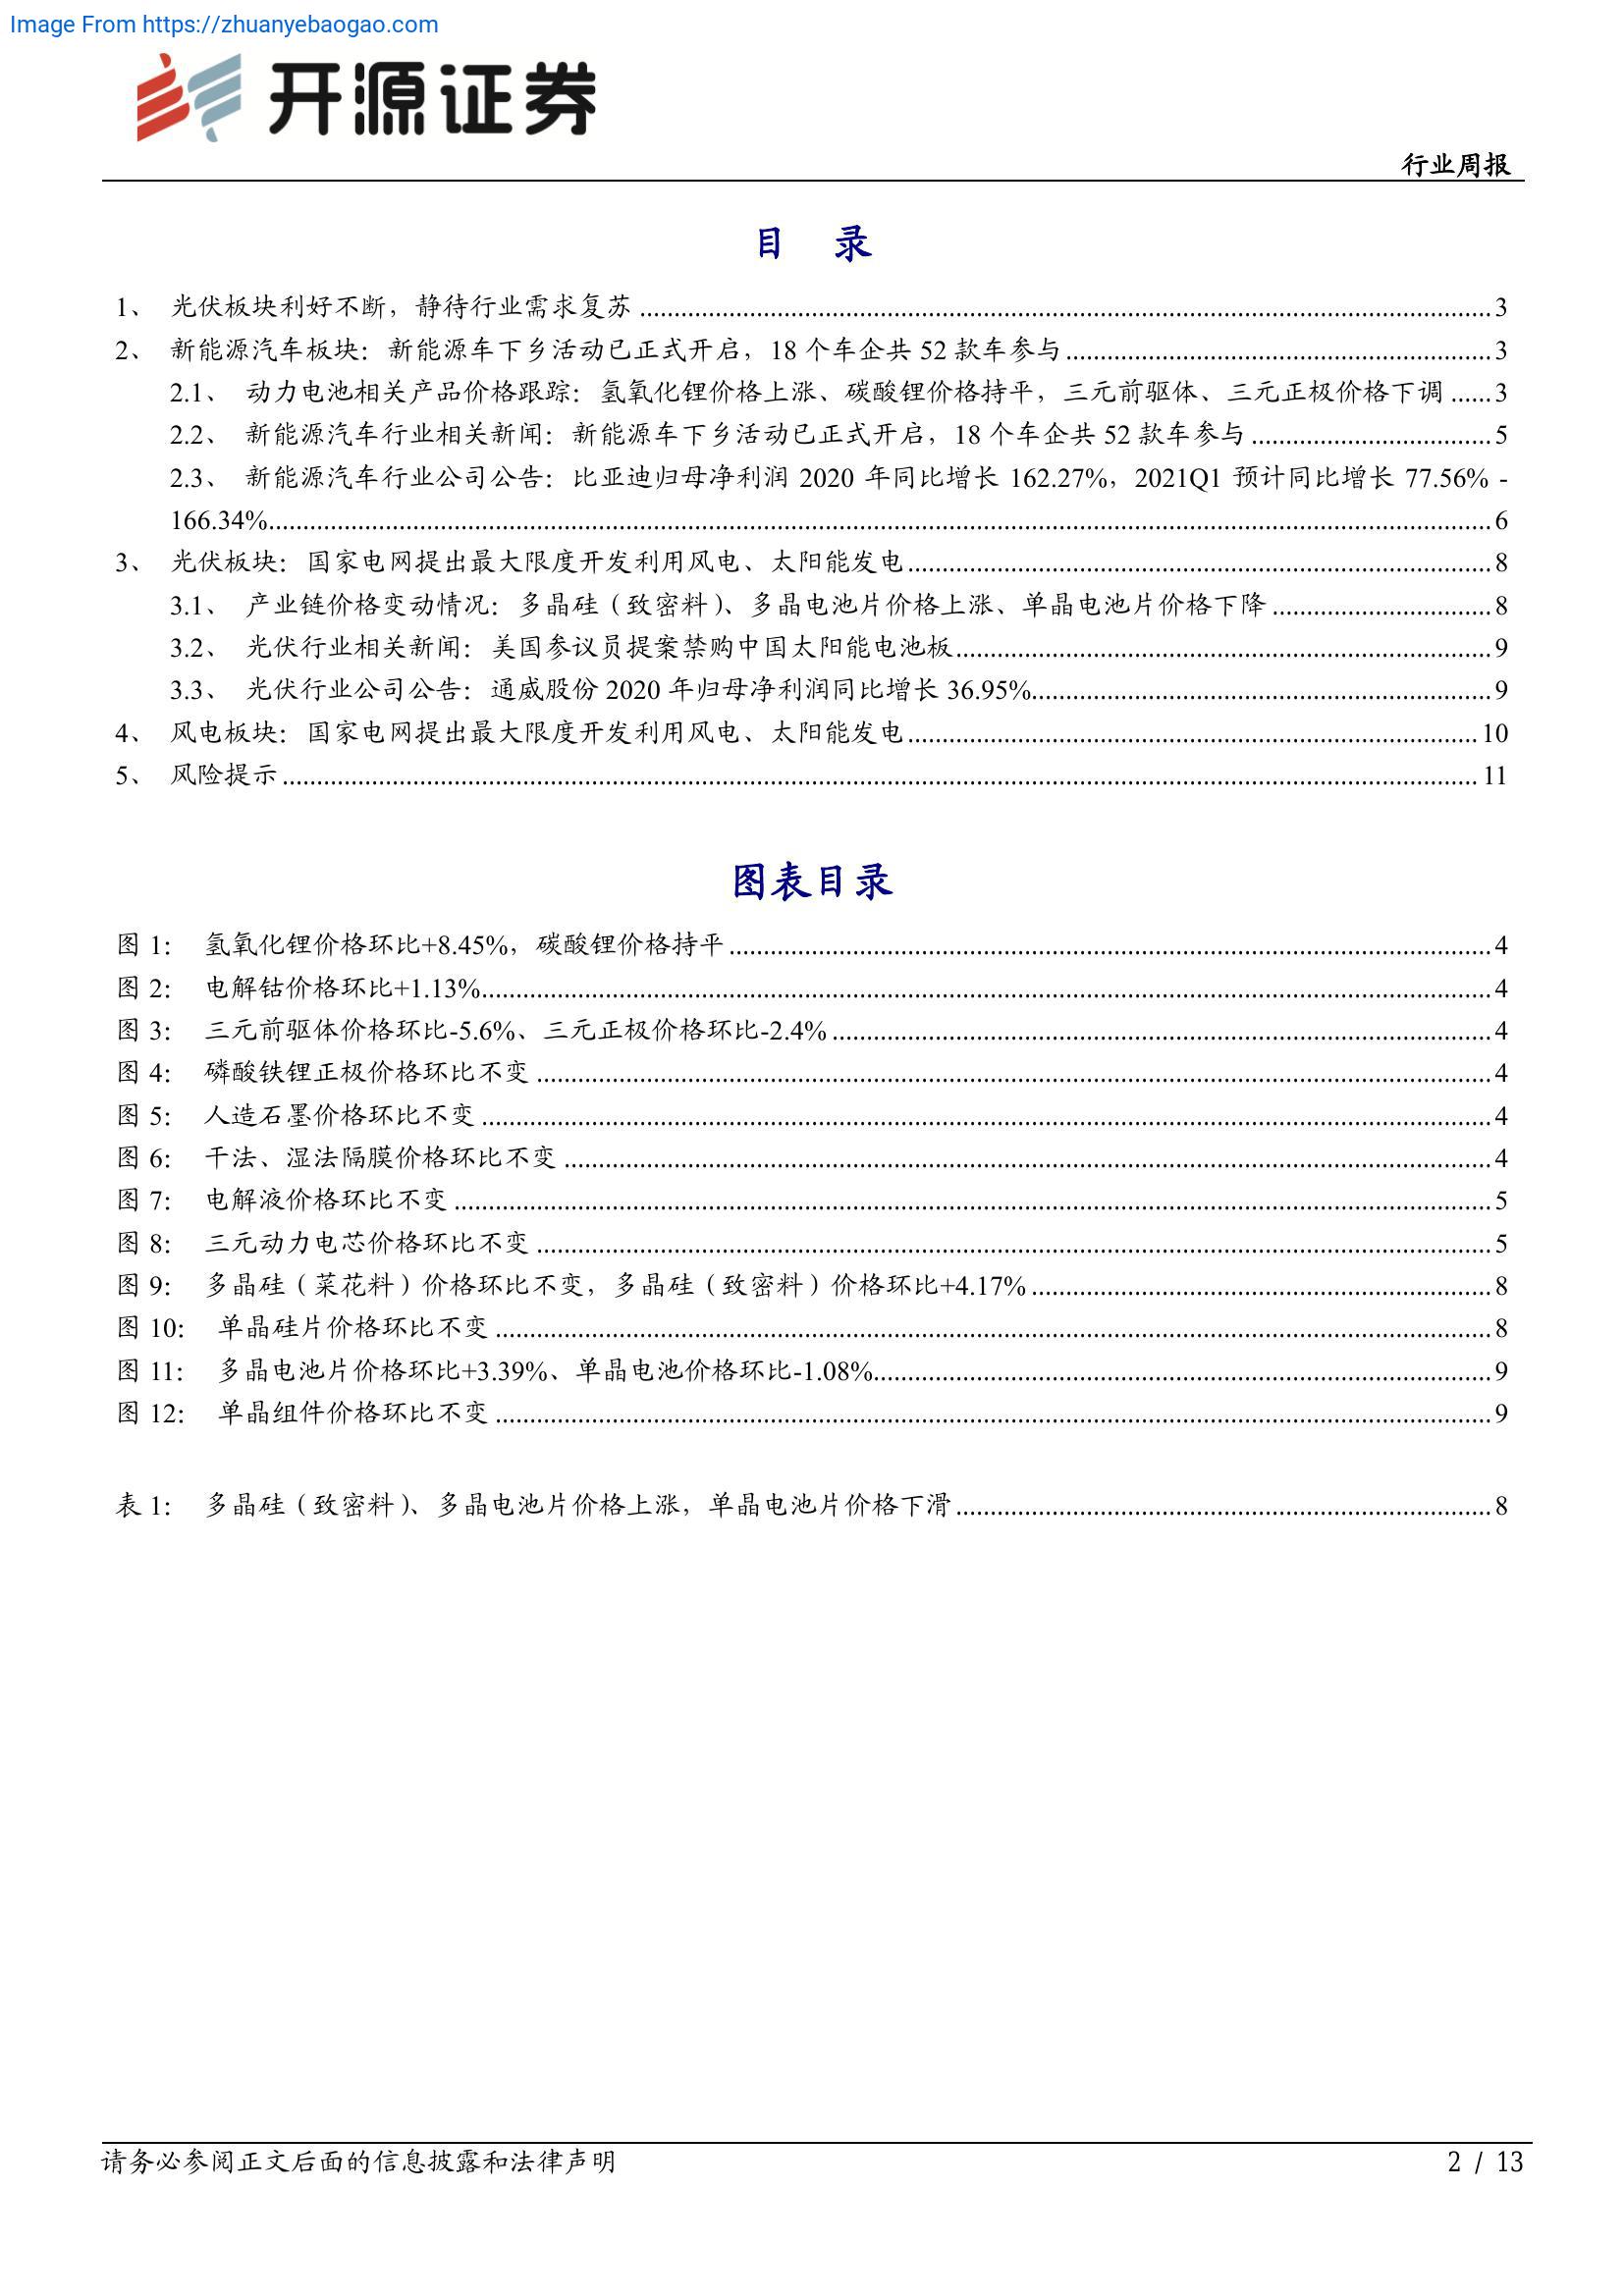 Image From https://zhuanyebaogao.com
开源证券
行业周报
目 录
1、 光伏板块利好不断，静待行业需求复苏 ........ 3
2、 新能源汽车板块：新能源车下乡活动已正式开启，18 个车企共 52 款车参与 ........ 3
2.1、 动力电池相关产品价格跟踪：氢氧化锂价格上涨、碳酸锂价格持平，三元前驱体、三元正极价格下调 ...... 3
2.2、 新能源汽车行业相关新闻：新能源车下乡活动已正式开启，18 个车企共 52 款车参与 ........ 5
2.3、 新能源汽车行业公司公告：比亚迪归母净利润 2020 年同比增长 162.27%，2021Q1 预计同比增长 77.56% -
166.34% ........ 6
3、 光伏板块：国家电网提出最大限度开发利用风电、太阳能发电 ........ 8
3.1、 产业链价格变动情况：多晶硅（致密料）、多晶电池片价格上涨、单晶电池片价格下降 ........ 8
3.2、 光伏行业相关新闻：美国参议员提案禁购中国太阳能电池板 ........ 9
3.3、 光伏行业公司公告：通威股份 2020 年归母净利润同比增长 36.95% ........ 9
4、 风电板块：国家电网提出最大限度开发利用风电、太阳能发电 ........ 10
5、 风险提示 ........ 11
图表目录
图 1： 氢氧化锂价格环比+8.45%，碳酸锂价格持平 ........ 4
图 2： 电解钴价格环比+1.13% ........ 4
图 3： 三元前驱体价格环比-5.6%、三元正极价格环比-2.4% ........ 4
图 4： 磷酸铁锂正极价格环比不变 ........ 4
图 5： 人造石墨价格环比不变 ........ 4
图 6： 干法、湿法隔膜价格环比不变 ........ 4
图 7： 电解液价格环比不变 ........ 5
图 8： 三元动力电芯价格环比不变 ........ 5
图 9： 多晶硅（菜花料）价格环比不变，多晶硅（致密料）价格环比+4.17% ........ 8
图 10： 单晶硅片价格环比不变 ........ 8
图 11： 多晶电池片价格环比+3.39%、单晶电池价格环比-1.08% ........ 9
图 12： 单晶组件价格环比不变 ........ 9
表 1： 多晶硅（致密料）、多晶电池片价格上涨，单晶电池片价格下滑 ........ 8
请务必参阅正文后面的信息披露和法律声明
2 / 13